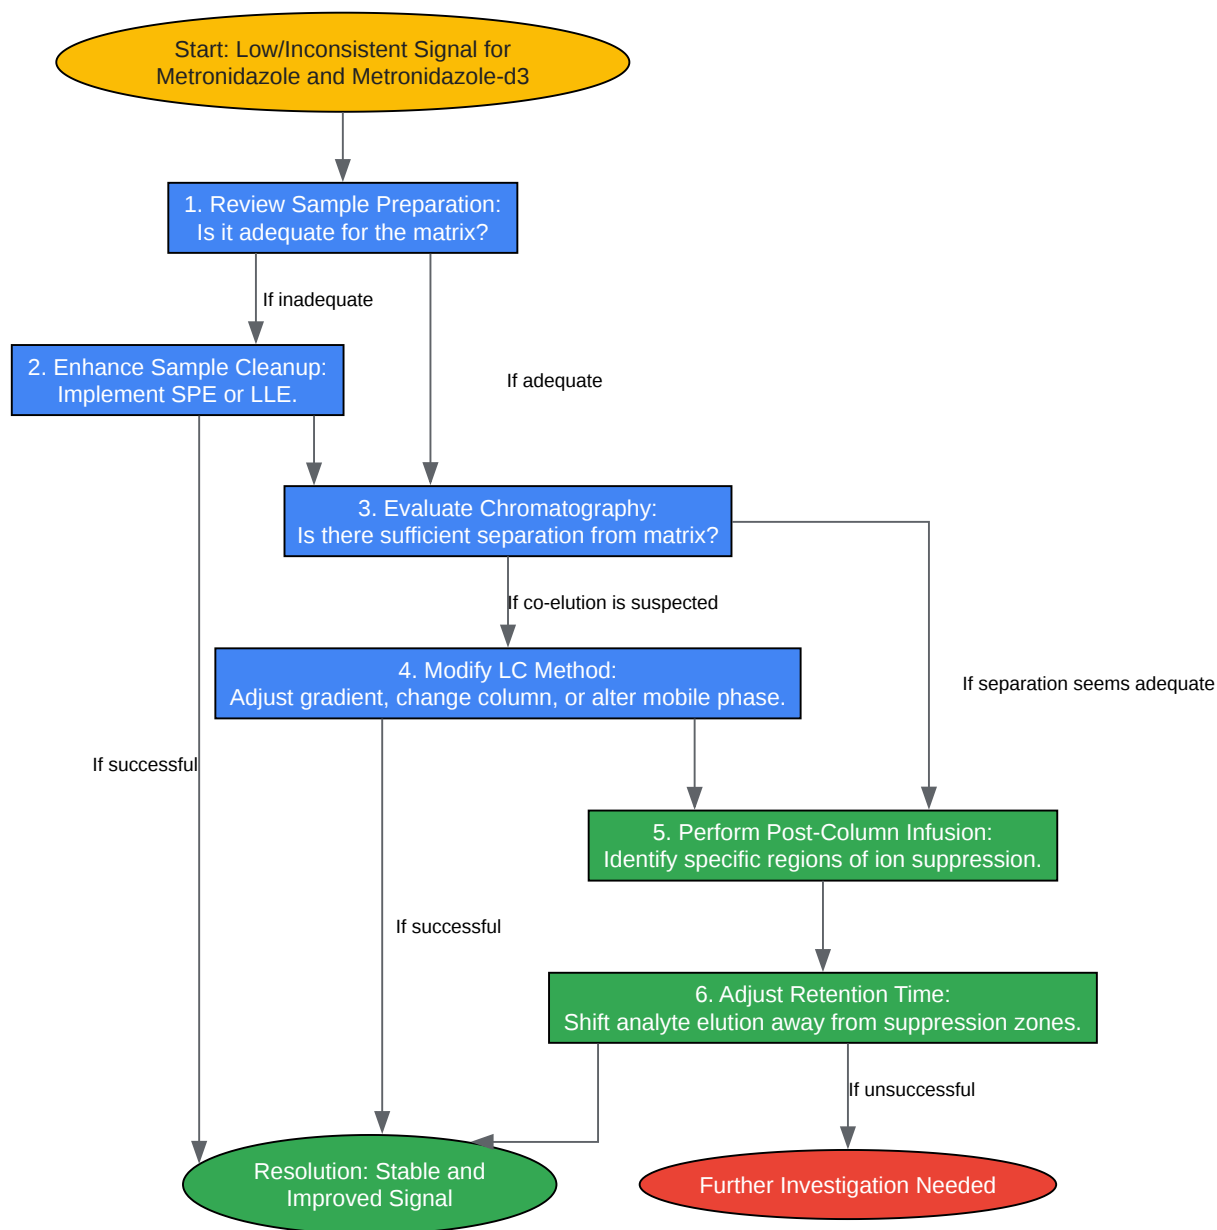 Start: Low/Inconsistent Signal for
Metronidazole and Metronidazole-d3
1. Review Sample Preparation:
Is it adequate for the matrix?
If inadequate
2. Enhance Sample Cleanup:
Implement SPE or LLE.
If adequate
3. Evaluate Chromatography:
Is there sufficient separation from matrix?
If co-elution is suspected
4. Modify LC Method:
Adjust gradient, change column, or alter mobile phase.
If separation seems adequate
If successful
5. Perform Post-Column Infusion:
Identify specific regions of ion suppression.
If successful
6. Adjust Retention Time:
Shift analyte elution away from suppression zones.
If unsuccessful
Resolution: Stable and
Improved Signal
Further Investigation Needed